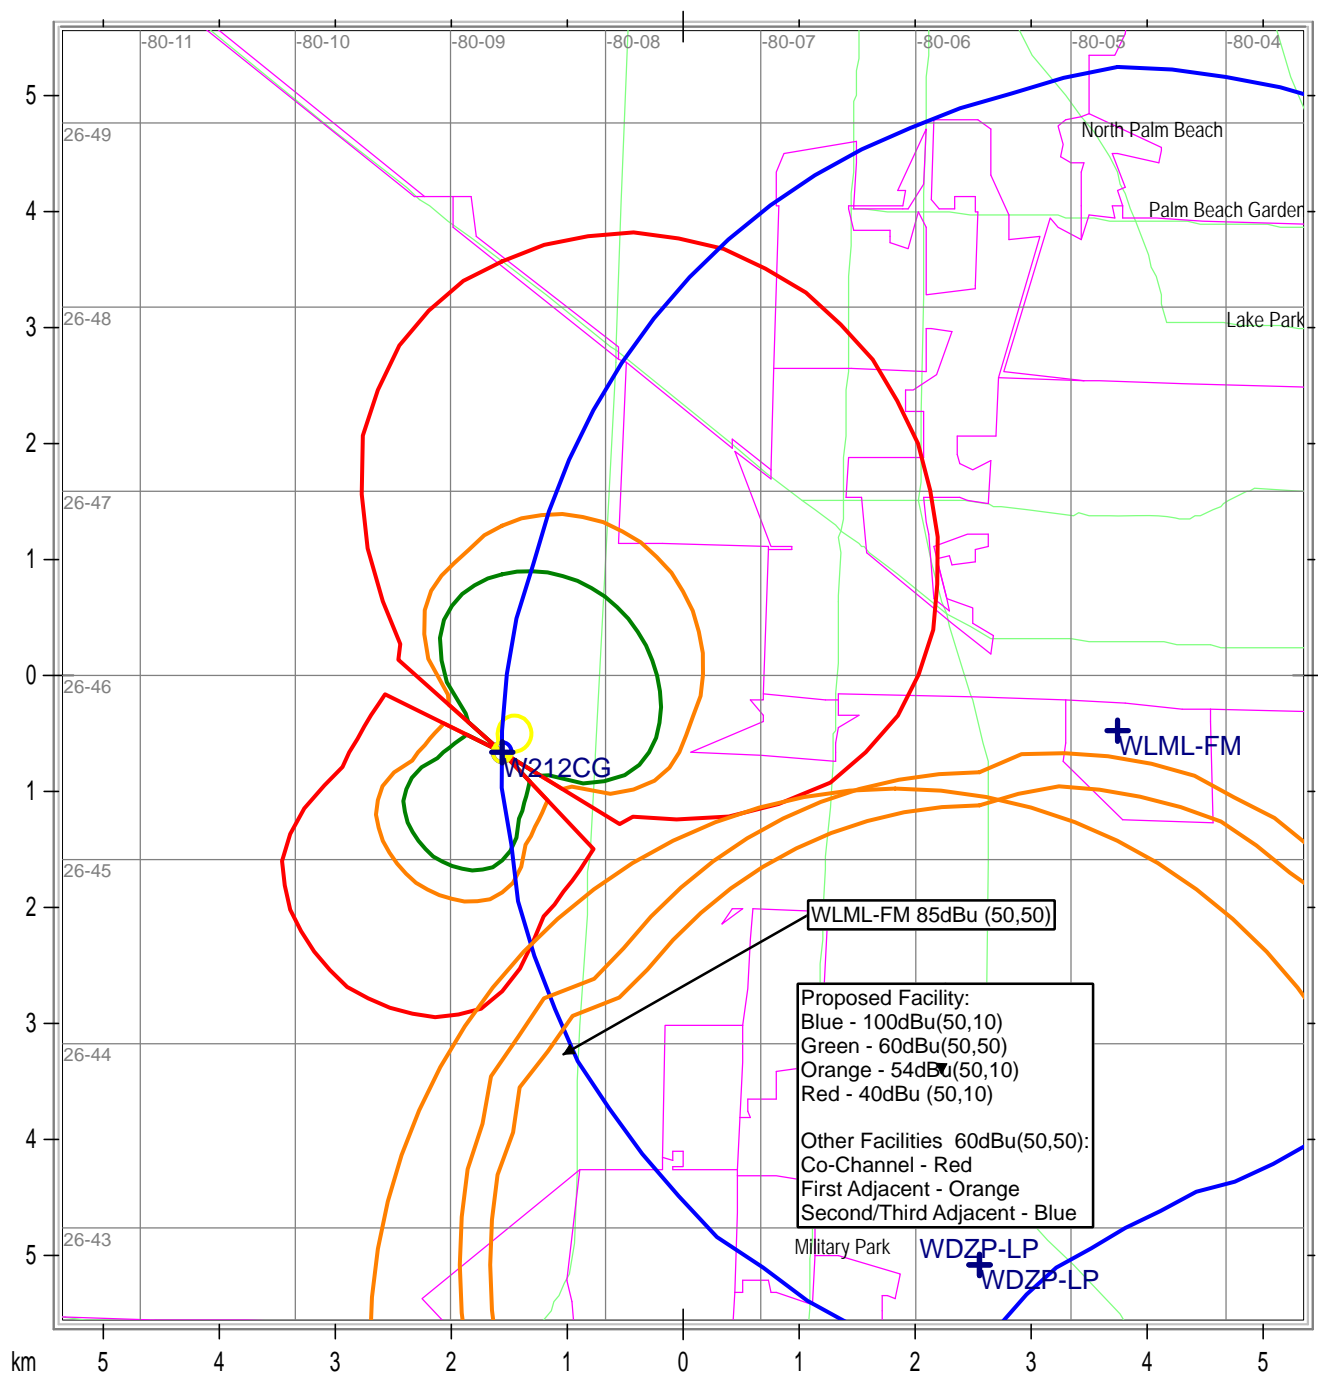 -80-11 -80-10 -80-09 -80-08 -80-07 -80-06 -80-05 -80-04
5
26-49
North Palm Beach
4
Palm Beach Garden
26-48
Lake Park
3
2
26-47
1
0
26-46
WLML-FM
W212CG
1
26-45
2
WLML-FM 85dBu (50,50)
Proposed Facility:
Blue - 100dBu(50,10)
Green - 60dBu(50,50)
Orange - 54dBu(50,10)
Red - 40dBu (50,10)
Other Facilities 60dBu(50,50):
Co-Channel - Red
First Adjacent - Orange
Second/Third Adjacent - Blue
3
26-44
4
26-43
Military Park
WDZP-LP
WDZP-LP
5
km 5 3 2 1 0 1 2 3 4 5